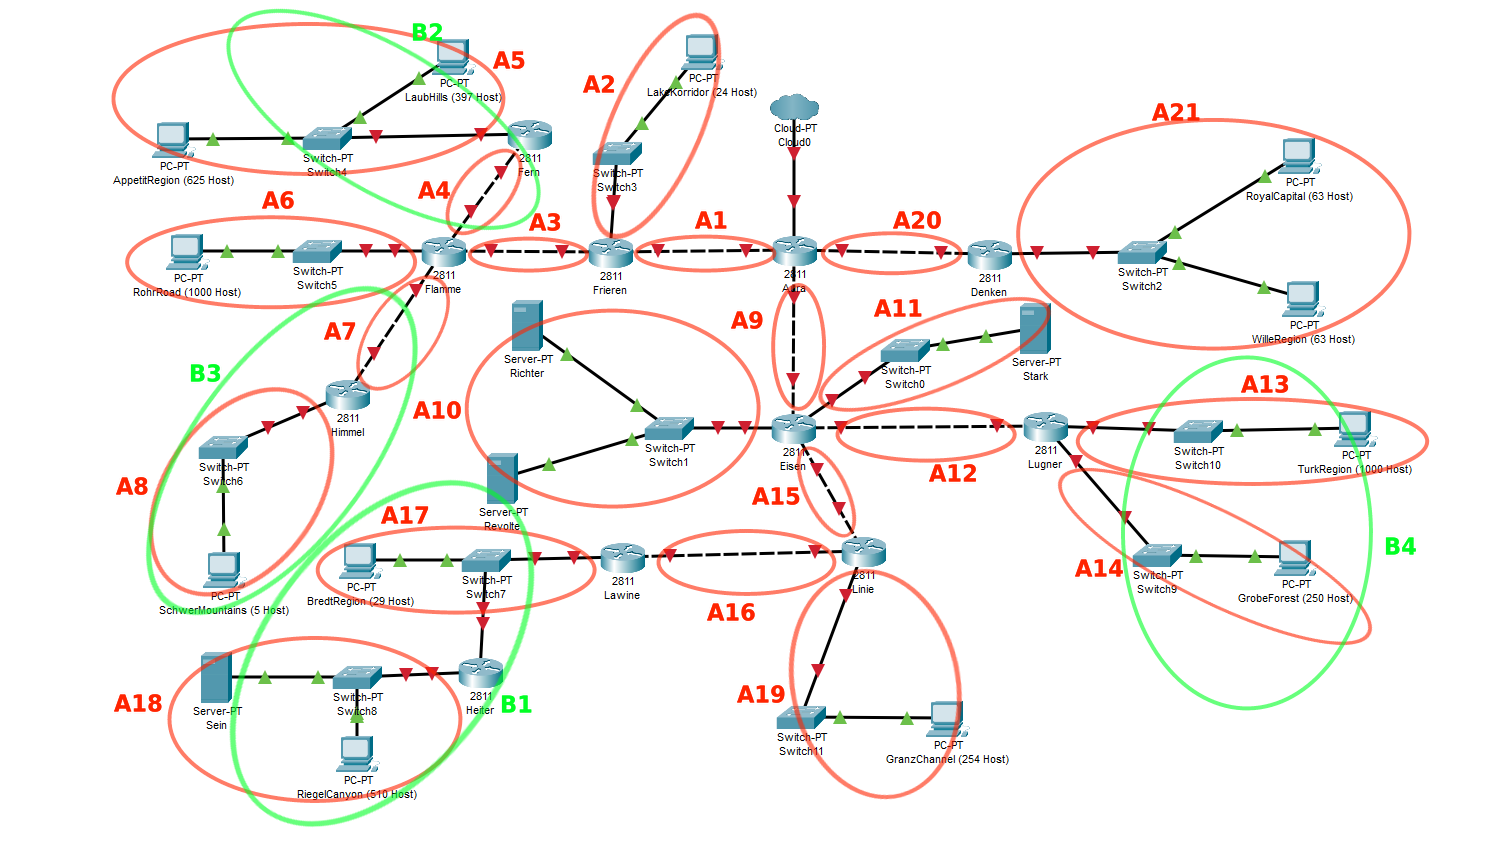 B2
PC-PT
LaubHills (397 Host)
A5
PC-PT
AppetitRegion (625 Host)
Switch-PT
Switch4
2811
Fern
A4
A2
PC-PT
LakeKorridor (24 Host)
Switch-PT
Switch3
Cloud-PT
Cloud0
A21
PC-PT
RoyalCapital (63 Host)
A6
PC-PT
RohrRoad (1000 Host)
Switch-PT
Switch5
2811
Flamme
A3
2811
Frieren
A1
2811
Aura
A20
2811
Denken
Switch-PT
Switch2
PC-PT
WilleRegion (63 Host)
A7
B3
2811
Himmel
A8
Switch-PT
Switch6
PC-PT
SchwerMountains (5 Host)
A10
Server-PT
Richter
Switch-PT
Switch1
Server-PT
Revolte
A9
A11
Switch-PT
Switch0
Server-PT
Stark
2811
Eisen
A12
2811
Lugner
A13
Switch-PT
Switch10
PC-PT
TurkRegion (1000 Host)
B4
A14
Switch-PT
Switch9
PC-PT
GrobeForest (250 Host)
A15
A17
PC-PT
BredtRegion (29 Host)
Switch-PT
Switch7
2811
Lawine
A16
2811
Linie
A18
Server-PT
Sein
Switch-PT
Switch8
2811
Heiter
B1
PC-PT
RiegelCanyon (510 Host)
A19
Switch-PT
Switch11
PC-PT
GranzChannel (254 Host)